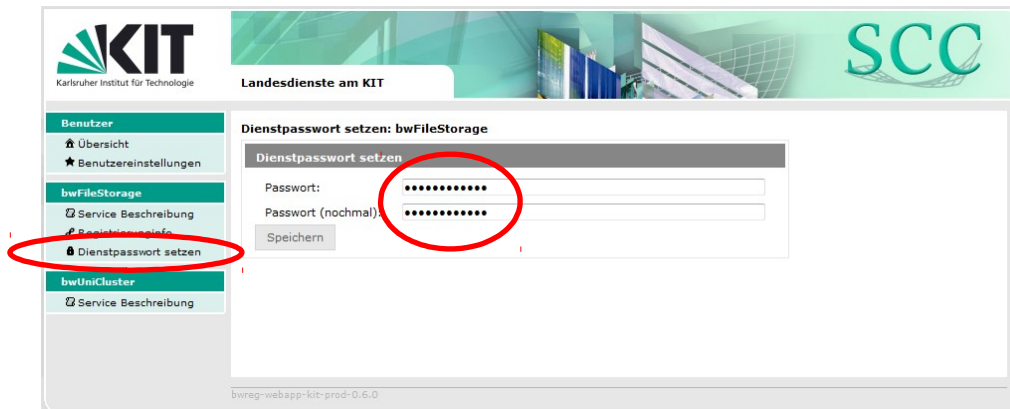 KIT
Karlsruher Institut für Technologie
Landesdienste am KIT
SCC
Benutzer
Übersicht
Benutzereinstellungen
bwFileStorage
Service Beschreibung
Registrierungsinfo
Dienstpasswort setzen
bwUniCluster
Service Beschreibung
Dienstpasswort setzen: bwFileStorage
Dienstpasswort setzen
Passwort:
Passwort (nochmal):
Speichern
bwreg-webapp-kit-prod-0.6.0